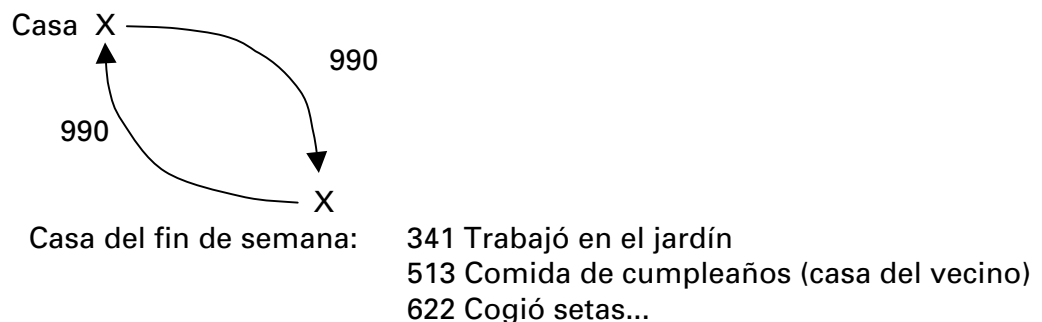 Casa X
990
990
X
Casa del fin de semana: 341 Trabajó en el jardín
513 Comida de cumpleaños (casa del vecino)
622 Cogió setas...